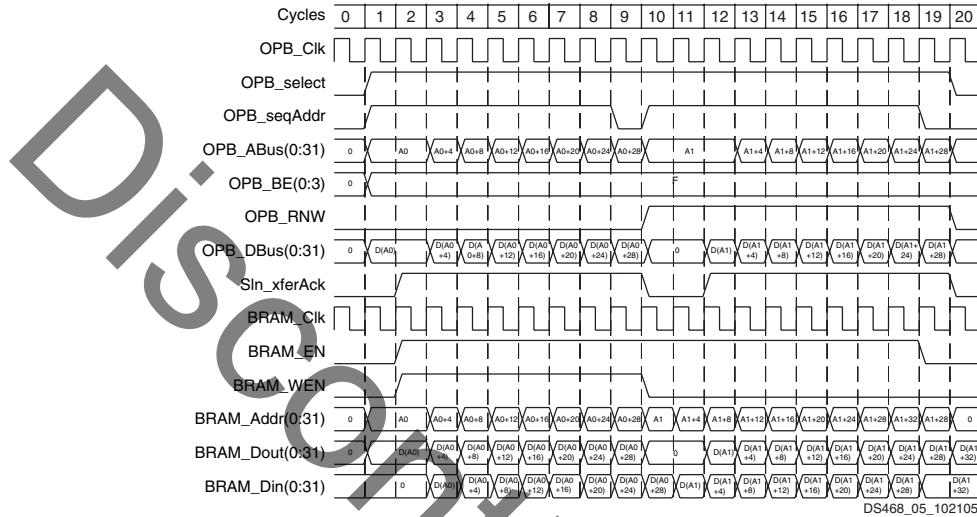 Cycles 0 1 2 3 4 5 6 7 8 9 10 11 12 13 14 15 16 17 18 19 20
OPB_Clk
OPB_select
OPB_seqAddr
OPB_ABus(0:31) 0 A0 A0+4 A0+8 A0+12 A0+16 A0+20 A0+24 A0+28 A1 A1+4 A1+8 A1+12 A1+16 A1+20 A1+24 A1+28
OPB_BE(0:3) 0 F
OPB_RNW
OPB_DBus(0:31) 0 D(A0) D(A0+4) D(A0+8) D(A0+12) D(A0+16) D(A0+20) D(A0+24) D(A0+28) 0 D(A1) D(A1+4) D(A1+8) D(A1+12) D(A1+16) D(A1+20) D(A1+24) D(A1+28)
Sln_xferAck
BRAM_Clk
BRAM_EN
BRAM_WEN
BRAM_Addr(0:31) 0 A0 A0+4 A0+8 A0+12 A0+16 A0+20 A0+24 A0+28 A1 A1+4 A1+8 A1+12 A1+16 A1+20 A1+24 A1+28 A1+32 A1+28 0
BRAM_Dout(0:31) 0 D(A0) D(A0+4) D(A0+8) D(A0+12) D(A0+16) D(A0+20) D(A0+24) D(A0+28) 0 D(A1) D(A1+4) D(A1+8) D(A1+12) D(A1+16) D(A1+20) D(A1+24) D(A1+28) D(A1+32)
BRAM_Din(0:31) 0 D(A0) D(A0+4) D(A0+8) D(A0+12) D(A0+16) D(A0+20) D(A0+24) D(A0+28) D(A1) D(A1+4) D(A1+8) D(A1+12) D(A1+16) D(A1+20) D(A1+24) D(A1+28) D(A1+32)
DS468_05_102105
Discont